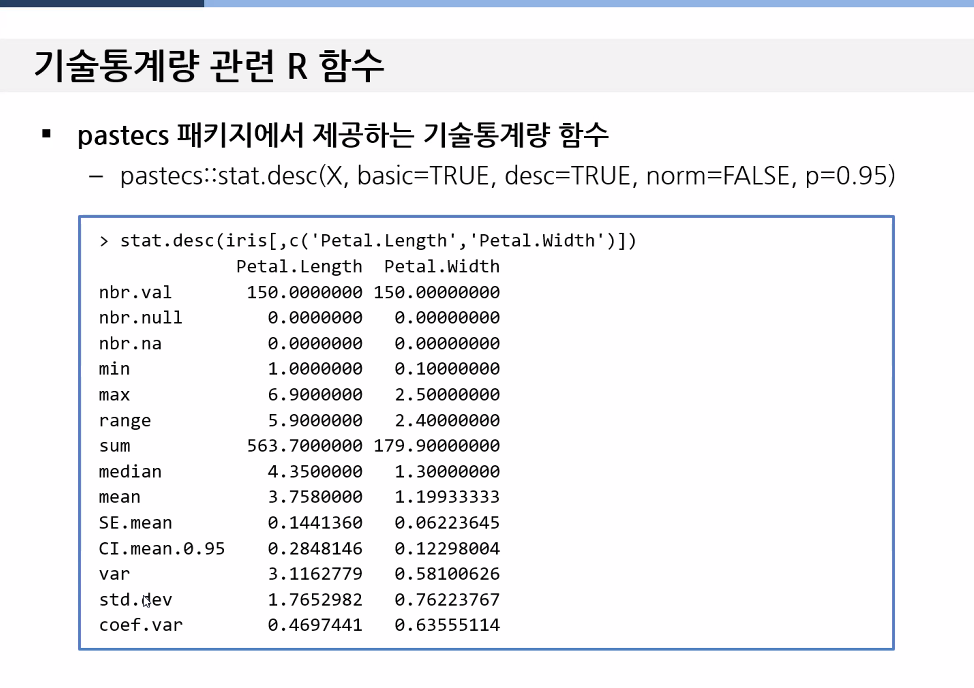 기술통계량 관련 R 함수
▪ pastecs 패키지에서 제공하는 기술통계량 함수
– pastecs::stat.desc(X, basic=TRUE, desc=TRUE, norm=FALSE, p=0.95)
> stat.desc(iris[,c('Petal.Length','Petal.Width')])
Petal.Length Petal.Width
nbr.val 150.0000000 150.00000000
nbr.null 0.0000000 0.00000000
nbr.na 0.0000000 0.00000000
min 1.0000000 0.10000000
max 6.9000000 2.50000000
range 5.9000000 2.40000000
sum 563.7000000 179.90000000
median 4.3500000 1.30000000
mean 3.7580000 1.19933333
SE.mean 0.1441360 0.06223645
CI.mean.0.95 0.2848146 0.12298004
var 3.1162779 0.58100626
std.dev 1.7652982 0.76223767
coef.var 0.4697441 0.63555114